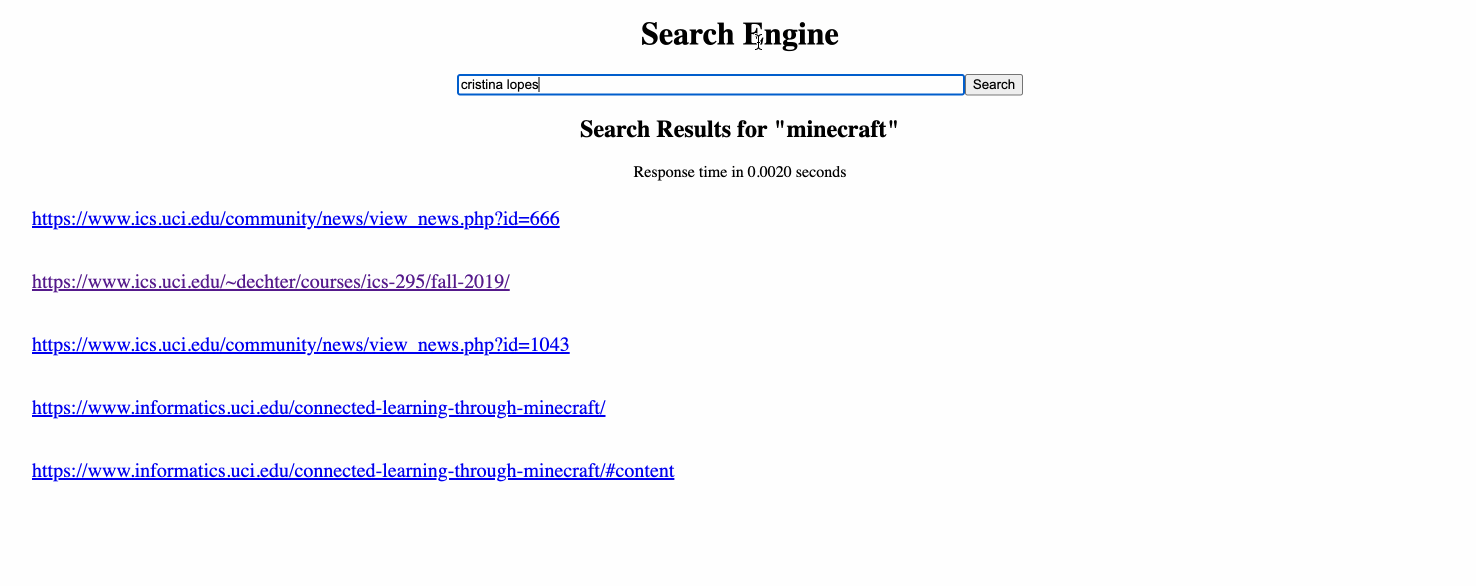 Search Engine
cristina lopes Search
Search Results for "minecraft"
Response time in 0.0020 seconds
https://www.ics.uci.edu/community/news/view_news.php?id=666
https://www.ics.uci.edu/~dechter/courses/ics-295/fall-2019/
https://www.ics.uci.edu/community/news/view_news.php?id=1043
https://www.informatics.uci.edu/connected-learning-through-minecraft/
https://www.informatics.uci.edu/connected-learning-through-minecraft/#content